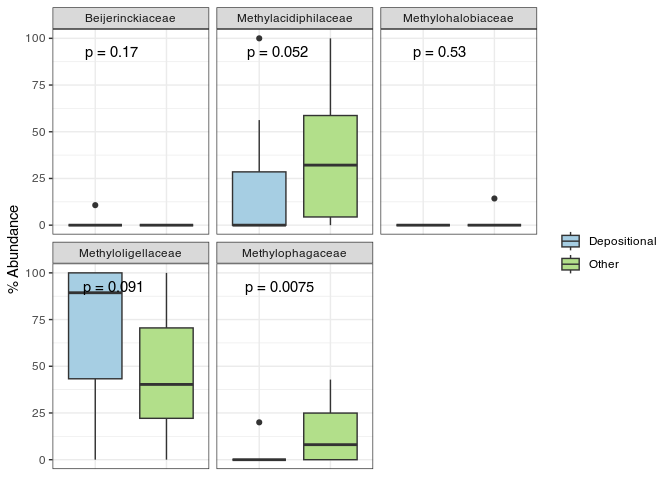 Beijerinckiaceae Methylacidiphilaceae Methylohalobiaceae
p = 0.17 p = 0.052 p = 0.53
100
75
50
25
0
% Abundance
Depositional
Other
Methyloligellaceae Methylophagaceae
p = 0.091 p = 0.0075
100
75
50
25
0